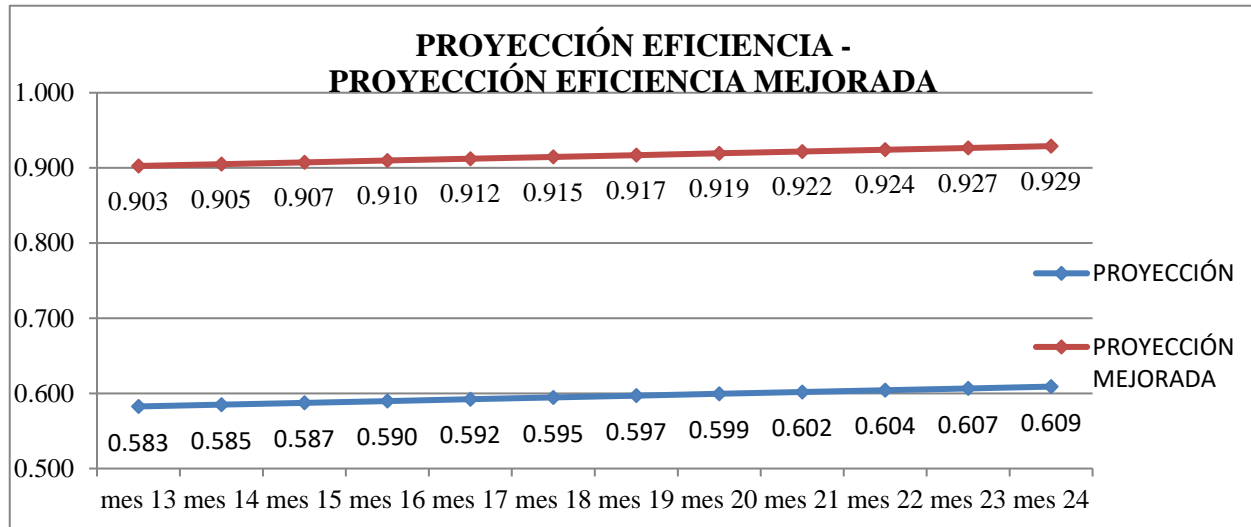 PROYECCIÓN EFICIENCIA -
PROYECCIÓN EFICIENCIA MEJORADA
1.000
0.900
0.903 0.905 0.907 0.910 0.912 0.915 0.917 0.919 0.922 0.924 0.927 0.929
0.800
PROYECCIÓN
0.700
PROYECCIÓN
MEJORADA
0.600
0.583 0.585 0.587 0.590 0.592 0.595 0.597 0.599 0.602 0.604 0.607 0.609
0.500
mes 13 mes 14 mes 15 mes 16 mes 17 mes 18 mes 19 mes 20 mes 21 mes 22 mes 23 mes 24